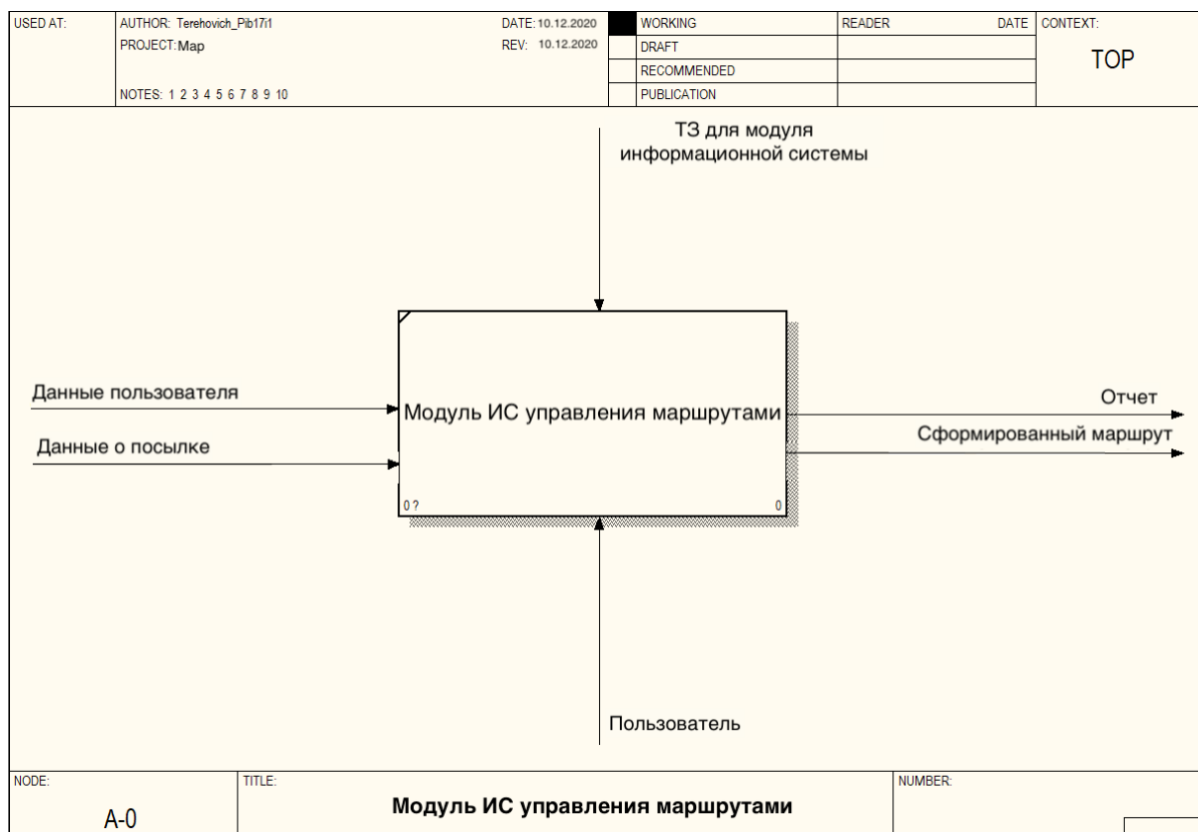 USED AT:
AUTHOR: Terehovich_Pib17i1
DATE: 10.12.2020
WORKING
READER
DATE
CONTEXT:
PROJECT: Map
REV: 10.12.2020
DRAFT
TOP
RECOMMENDED
NOTES: 1 2 3 4 5 6 7 8 9 10
PUBLICATION
ТЗ для модуля
информационной системы
Данные пользователя
Данные о посылке
Модуль ИС управления маршрутами
0 ?
0
Отчет
Сформированный маршрут
Пользователь
NODE:
A-0
TITLE:
Модуль ИС управления маршрутами
NUMBER: